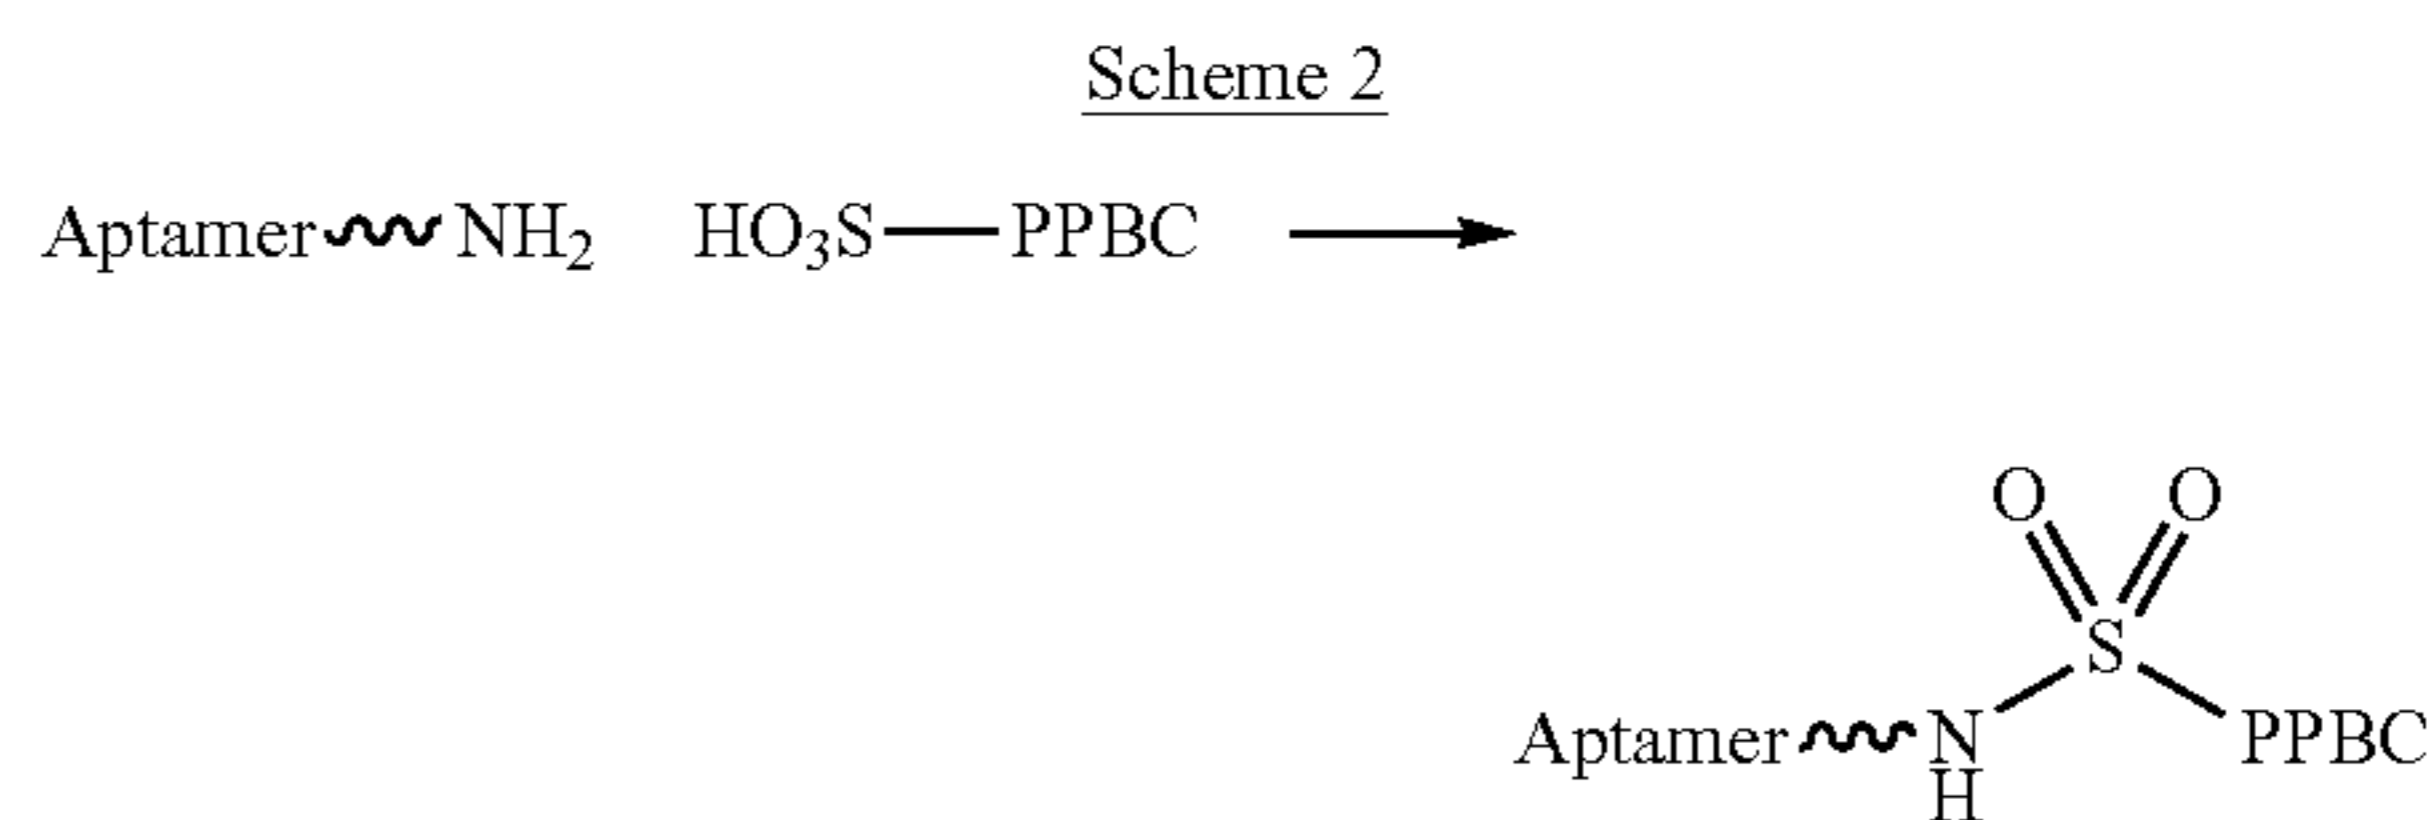 Scheme 2
Aptamer NH₂ HO₃S PPBC
O O
S
Aptamer N PPBC
H